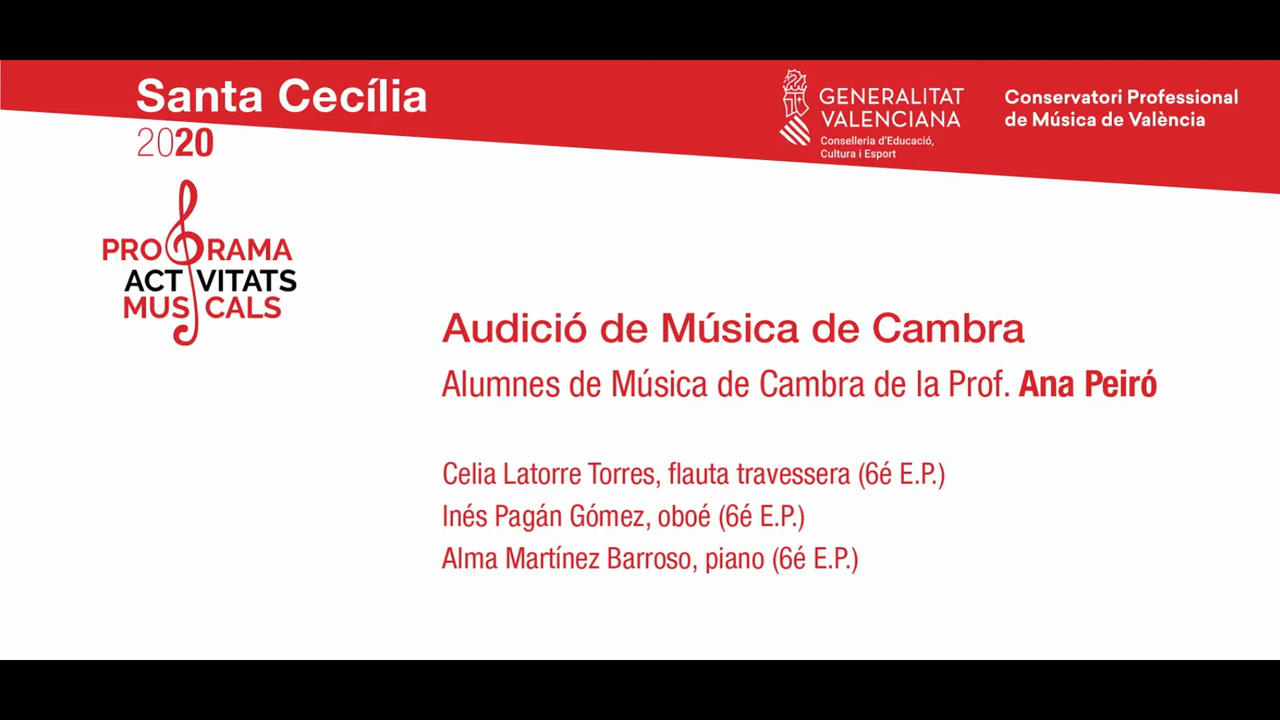 Santa Cecília
2020
GENERALITAT
VALENCIANA
Conselleria d'Educació,
Cultura i Esport
Conservatori Professional
de Música de València
PROGRAMA
ACTIVITATS
MUSICALS
Audició de Música de Cambra
Alumnes de Música de Cambra de la Prof. Ana Peiró
Celia Latorre Torres, flauta travessera (6é E.P.)
Inés Pagán Gómez, oboé (6é E.P.)
Alma Martínez Barroso, piano (6é E.P.)